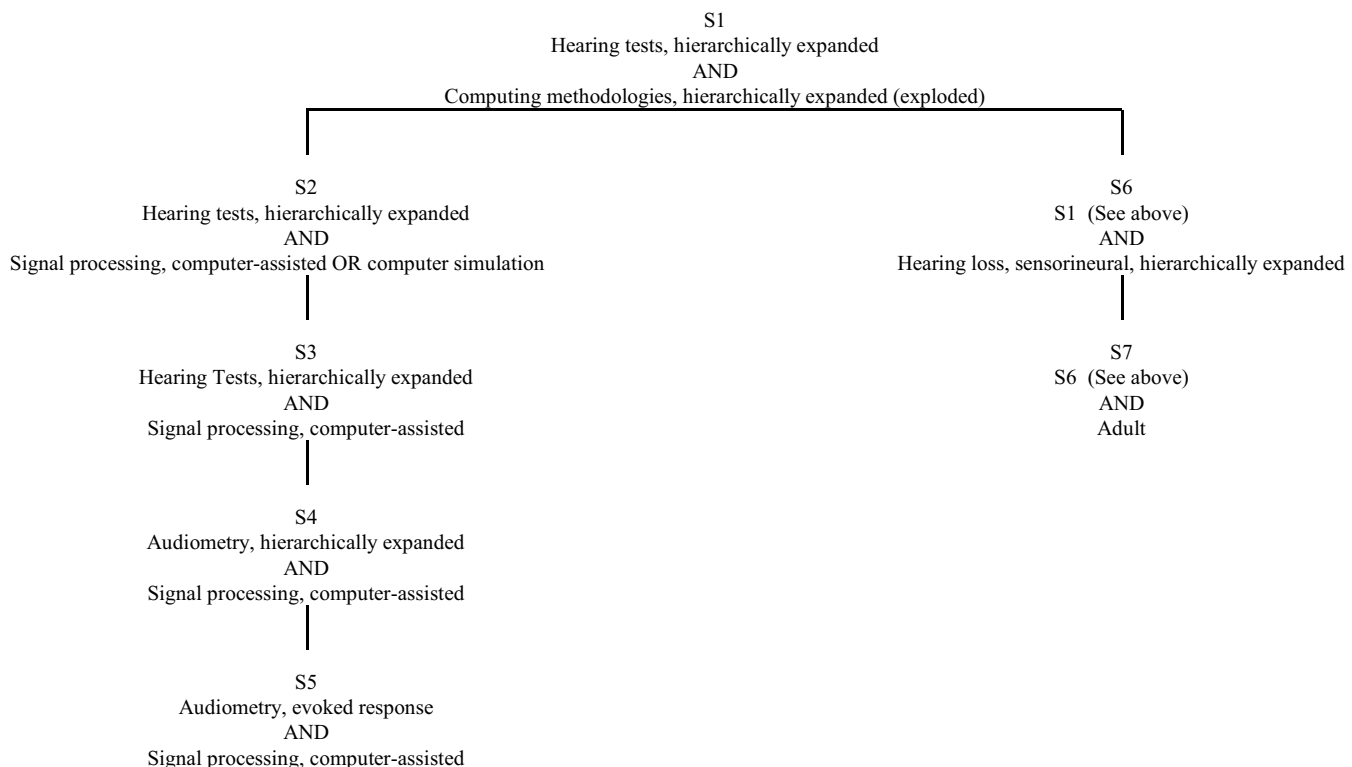 S1
Hearing tests, hierarchically expanded
AND
Computing methodologies, hierarchically expanded (exploded)
S2
Hearing tests, hierarchically expanded
AND
Signal processing, computer-assisted OR computer simulation
S3
Hearing Tests, hierarchically expanded
AND
Signal processing, computer-assisted
S4
Audiometry, hierarchically expanded
AND
Signal processing, computer-assisted
S5
Audiometry, evoked response
AND
Signal processing, computer-assisted
S6
S1 (See above)
AND
Hearing loss, sensorineural, hierarchically expanded
S7
S6 (See above)
AND
Adult